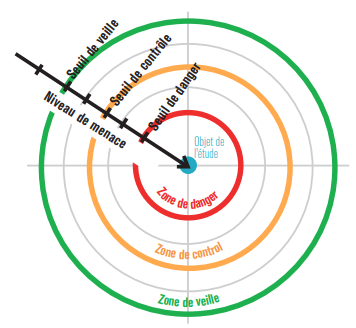 Seuil de veille
Seuil de contrôle
Seuil de danger
Niveau de menace
Objet de
l'étude
Zone de danger
Zone de control
Zone de veille